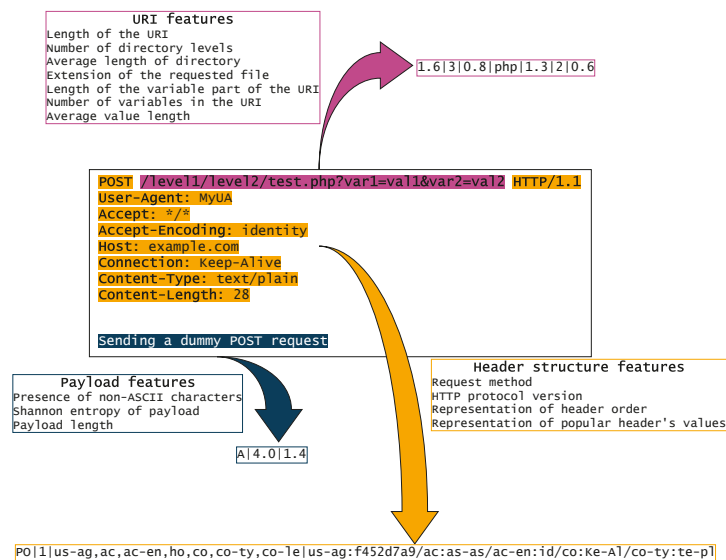 URI features
Length of the URI
Number of directory levels
Average length of directory
Extension of the requested file
Length of the variable part of the URI
Number of variables in the URI
Average value length
1.6|3|0.8|php|1.3|2|0.6
POST /level1/level2/test.php?var1=val1&var2=val2 HTTP/1.1
User-Agent: MyUA
Accept: */*
Accept-Encoding: identity
Host: example.com
Connection: Keep-Alive
Content-Type: text/plain
Content-Length: 28
Sending a dummy POST request
Payload features
Presence of non-ASCII characters
Shannon entropy of payload
Payload length
A|4.0|1.4
Header structure features
Request method
HTTP protocol version
Representation of header order
Representation of popular header's values
PO|1|us-ag,ac,ac-en,ho,co,co-ty,co-le|us-ag:f452d7a9/ac:as-as/ac-en:id/co:Ke-Al/co-ty:te-pl